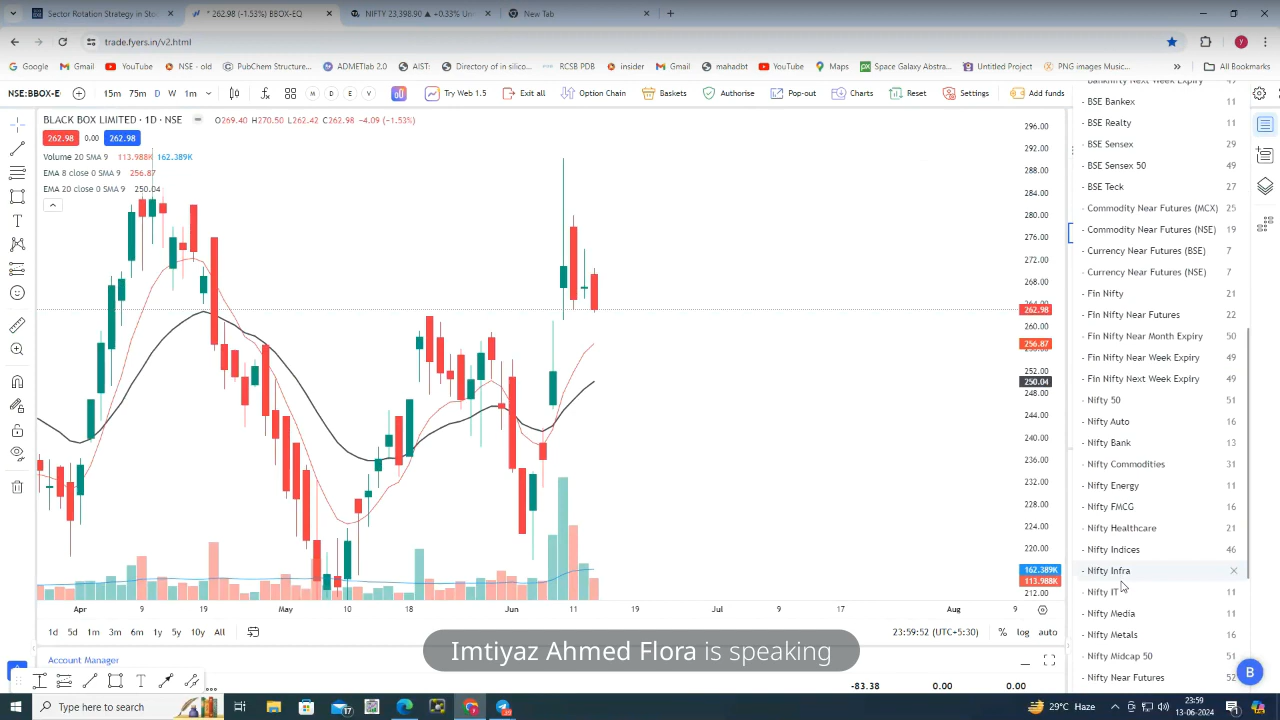 Sector Rotation Strategy in Stoc
* 262.98 (-1.53%) BBOX-EQ
NIFTY 23,398.90 ▲ +0.33% Un
New Tab
trade.fyers.in/v2.html
Google
Gmail
YouTube
NSE - old
PubChem Structure...
ADMETlab 2.0
AISTI
Directory of in silico...
RCSB PDB
insider
Gmail
mahadbt
YouTube
Maps
Space Galaxy Abstra...
Untitled Project
PNG images Music...
All Bookmarks
NSE:BBOX-E
15m 75m D W 1m
M D E V
Try Web 1.5
Exit all
Option Chain
Baskets
Authorise
Pop-out
Charts
Reset
Settings
Add funds
BLACK BOX LIMITED · 1D · NSE
O269.40 H270.50 L262.42 C262.98 -4.09 (-1.53%)
262.98 0.00 262.98
Volume 20 SMA 9 113.988K 162.389K
EMA 8 close 0 SMA 9 256.87
EMA 20 close 0 SMA 9 250.04
296.00
292.00
288.00
284.00
280.00
276.00
272.00
268.00
262.98
260.00
256.87
252.00
250.04
248.00
244.00
240.00
236.00
232.00
228.00
224.00
220.00
162.389K
113.988K
212.00
Apr 9 19 May 10 18 Jun 11 19 Jul 9 17 Aug 9
1d 5d 1m 3m 6m 1y 5y 10y All
23:59:52 (UTC+5:30) % log auto
BankNifty Next Week Expiry 49
- BSE Bankex 11
- BSE Realty 11
- BSE Sensex 29
- BSE Sensex 50 49
- BSE Teck 27
- Commodity Near Futures (MCX) 25
- Commodity Near Futures (NSE) 19
- Currency Near Futures (BSE) 7
- Currency Near Futures (NSE) 7
- Fin Nifty 21
- Fin Nifty Near Futures 22
- Fin Nifty Near Month Expiry 50
- Fin Nifty Near Week Expiry 49
- Fin Nifty Next Week Expiry 49
- Nifty 50 51
- Nifty Auto 16
- Nifty Bank 13
- Nifty Commodities 31
- Nifty Energy 11
- Nifty FMCG 16
- Nifty Healthcare 21
- Nifty Indices 46
- Nifty Infra
- Nifty IT 11
- Nifty Media 11
- Nifty Metals 16
- Nifty Midcap 50 51
- Nifty Near Futures 52
Imtiyaz Ahmed Flora is speaking
Account Manager
-83.38 0.00 0.00
B
Type here to search
29°C Haze
23:59
13-06-2024